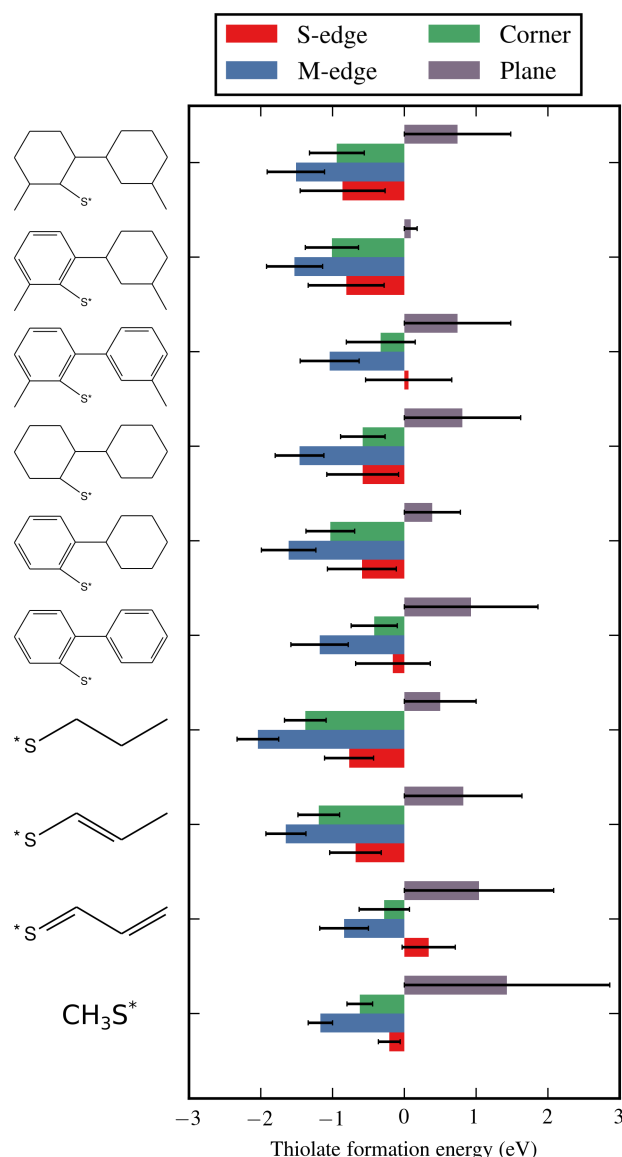 S-edge Corner
M-edge Plane
S*
S*
S*
S*
S*
S*
*S
*S
*S
CH₃S*
−3 −2 −1 0 1 2 3
Thiolate formation energy (eV)